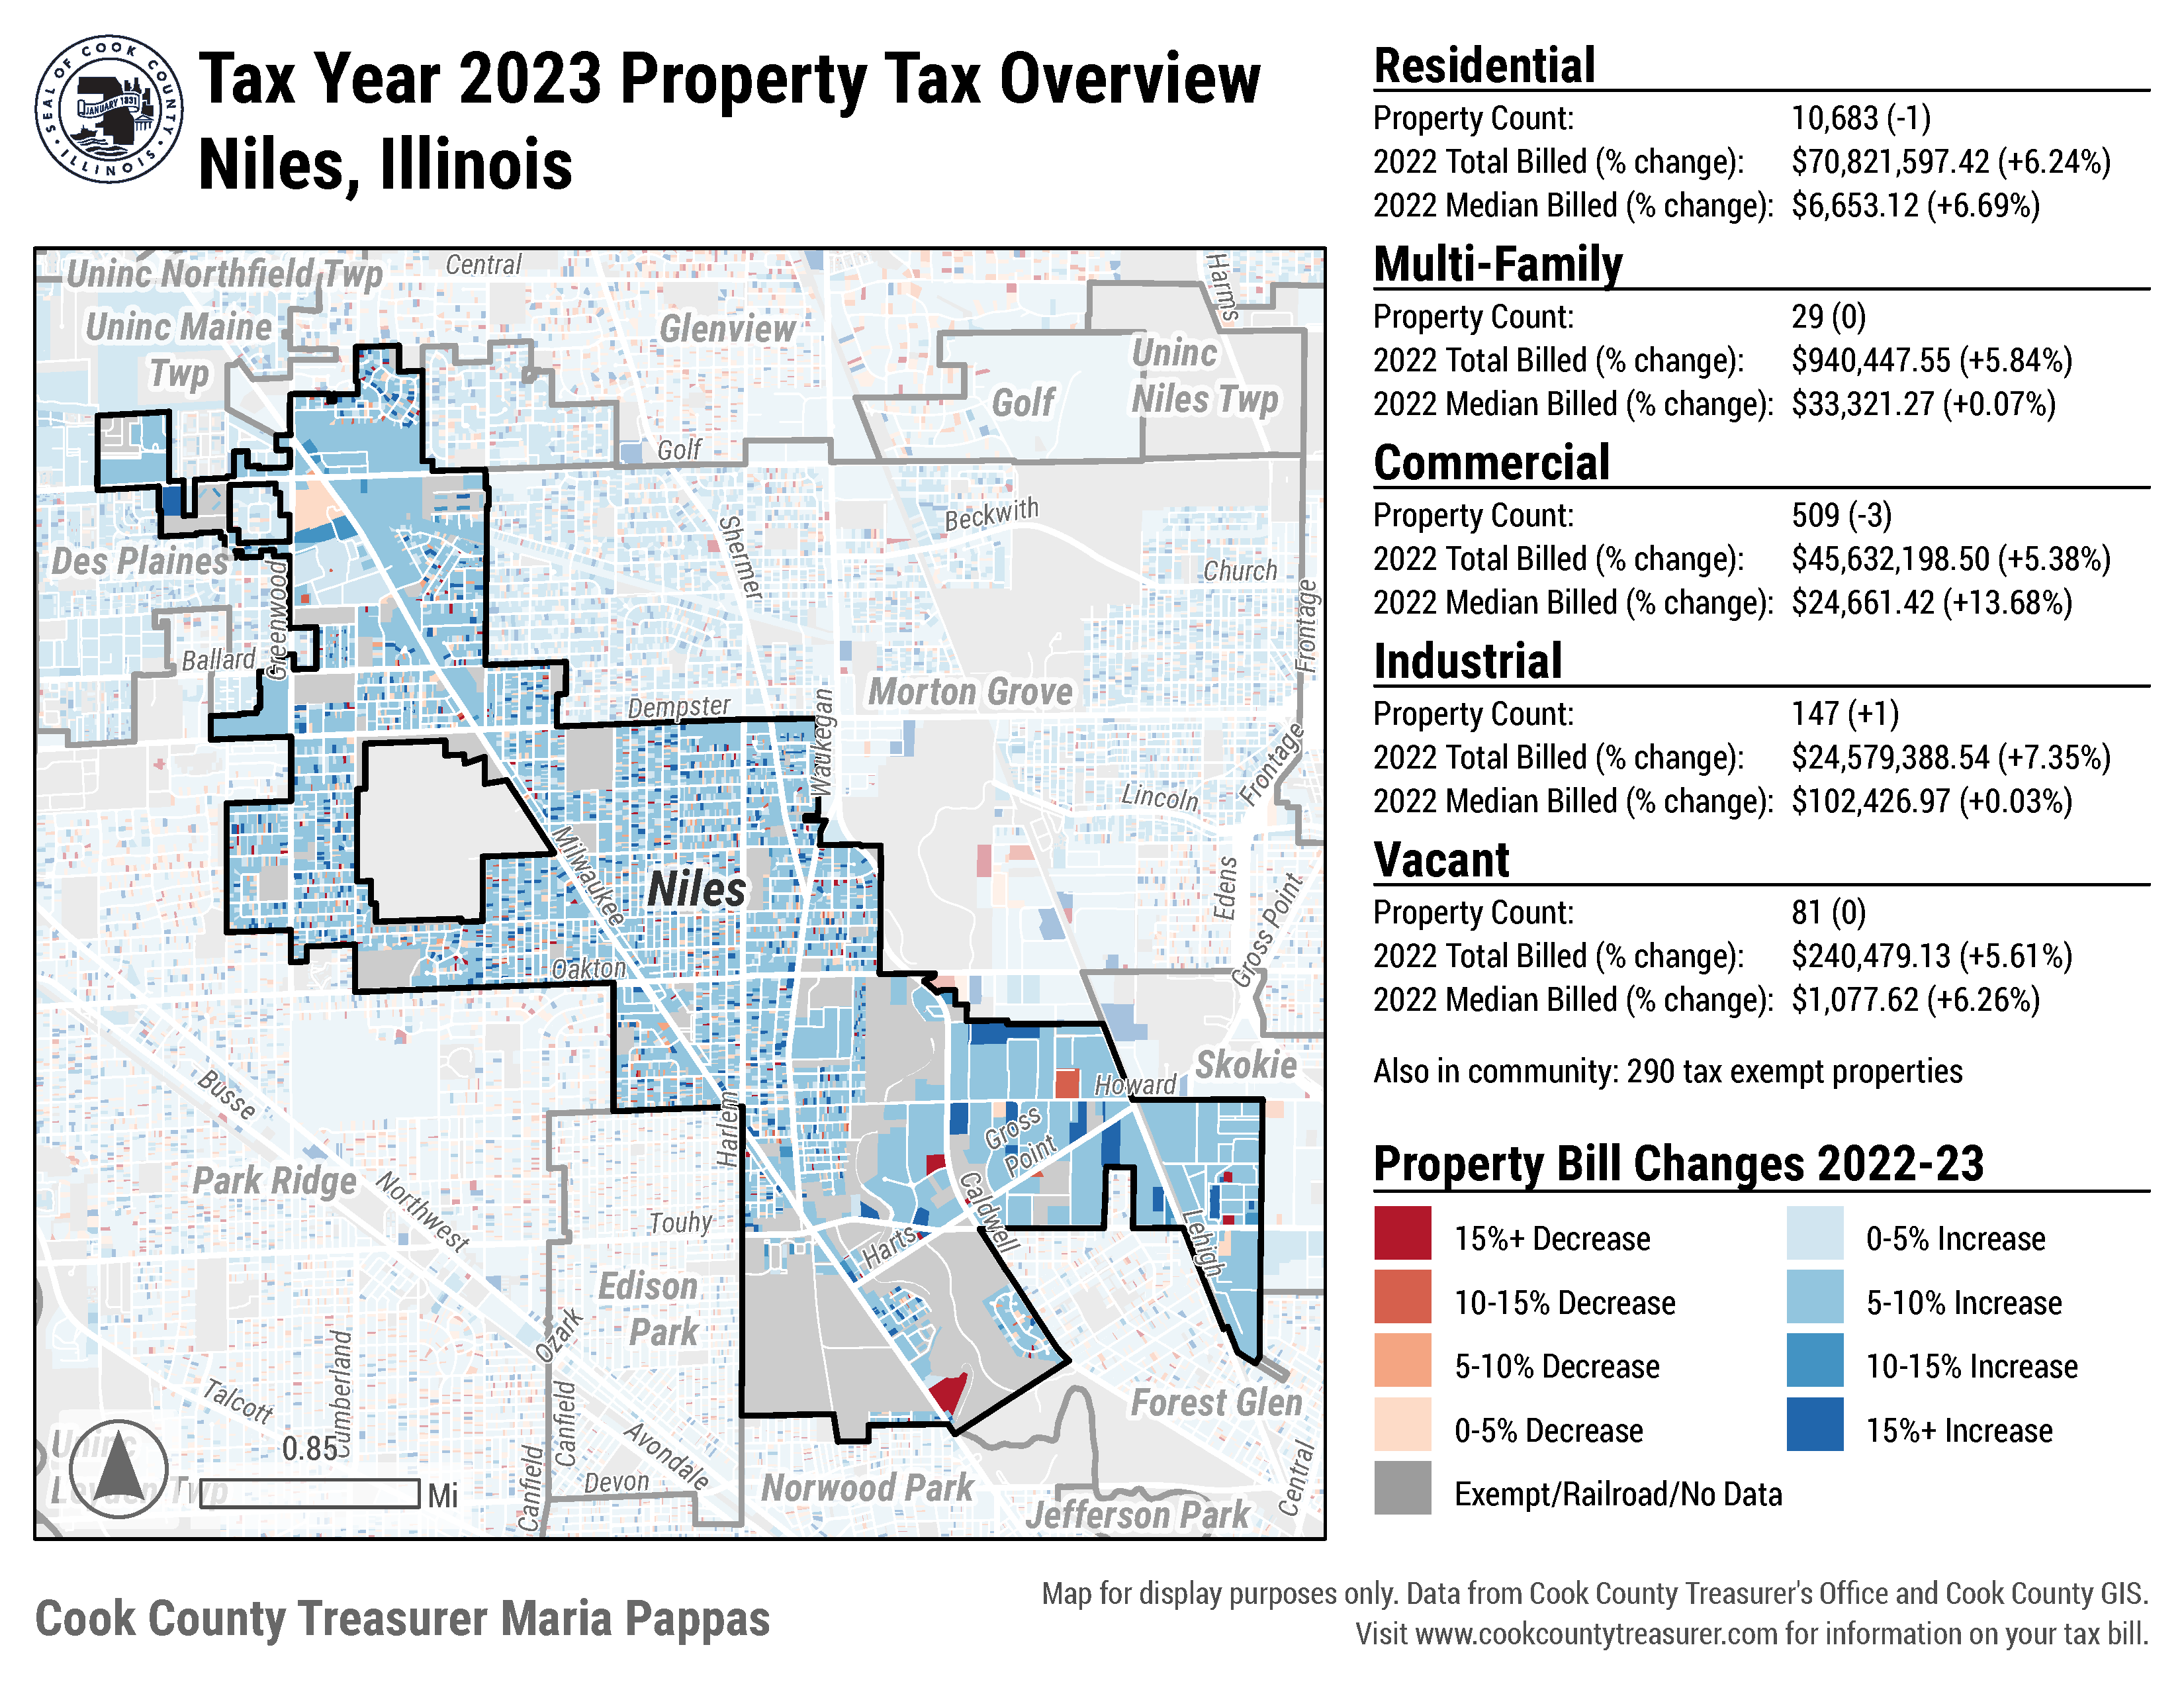 SEAL OF COOK COUNTY ILLINOIS
JANUARY 1831
Tax Year 2023 Property Tax Overview
Niles, Illinois
Residential
Property Count: 10,683 (-1)
2022 Total Billed (% change): $70,821,597.42 (+6.24%)
2022 Median Billed (% change): $6,653.12 (+6.69%)
Multi-Family
Property Count: 29 (0)
2022 Total Billed (% change): $940,447.55 (+5.84%)
2022 Median Billed (% change): $33,321.27 (+0.07%)
Commercial
Property Count: 509 (-3)
2022 Total Billed (% change): $45,632,198.50 (+5.38%)
2022 Median Billed (% change): $24,661.42 (+13.68%)
Industrial
Property Count: 147 (+1)
2022 Total Billed (% change): $24,579,388.54 (+7.35%)
2022 Median Billed (% change): $102,426.97 (+0.03%)
Vacant
Property Count: 81 (0)
2022 Total Billed (% change): $240,479.13 (+5.61%)
2022 Median Billed (% change): $1,077.62 (+6.26%)
Also in community: 290 tax exempt properties
Property Bill Changes 2022-23
15%+ Decrease
10-15% Decrease
5-10% Decrease
0-5% Decrease
Exempt/Railroad/No Data
0-5% Increase
5-10% Increase
10-15% Increase
15%+ Increase
Uninc Northfield Twp
Central
Harms
Uninc Maine
Twp
Glenview
Uninc
Niles Twp
Golf
Golf
Beckwith
Shermer
Des Plaines
Church
Greenwood
Frontage
Ballard
Morton Grove
Dempster
Waukegan
Frontage
Lincoln
Milwaukee
Niles
Edens
Gross Point
Oakton
Skokie
Howard
Busse
Harlem
Gross
Point
Park Ridge
Northwest
Caldwell
Touhy
Harts
Lehigh
Edison
Park
Ozark
Cumberland
Talcott
Canfield
Forest Glen
Uninc
Avondale
0.85
Mi
Twp
Canfield
Devon
Norwood Park
Central
Jefferson Park
Cook County Treasurer Maria Pappas
Map for display purposes only. Data from Cook County Treasurer's Office and Cook County GIS.
Visit www.cookcountytreasurer.com for information on your tax bill.